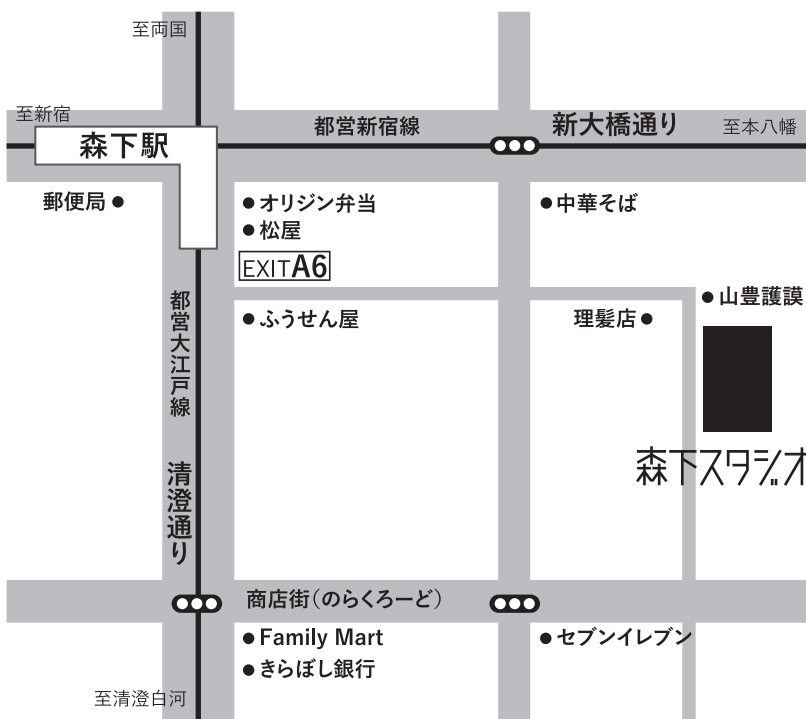 至両国
至新宿
森下駅
都営新宿線
新大橋通り
至本八幡
郵便局
オリジン弁当
松屋
EXIT A6
中華そば
ふうせん屋
理髪店
山豊護謨
都営大江戸線
森下スタジオ
清澄通り
商店街(のらくろーど)
Family Mart
きらぼし銀行
セブンイレブン
至清澄白河